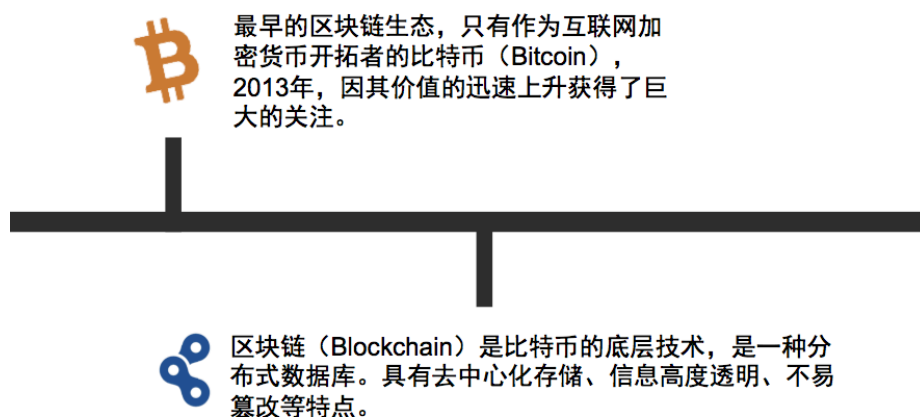 最早的区块链生态，只有作为互联网加
密货币开拓者的比特币（Bitcoin），
2013年，因其价值的迅速上升获得了巨
大的关注。
区块链（Blockchain）是比特币的底层技术，是一种分
布式数据库。具有去中心化存储、信息高度透明、不易
篡改等特点。